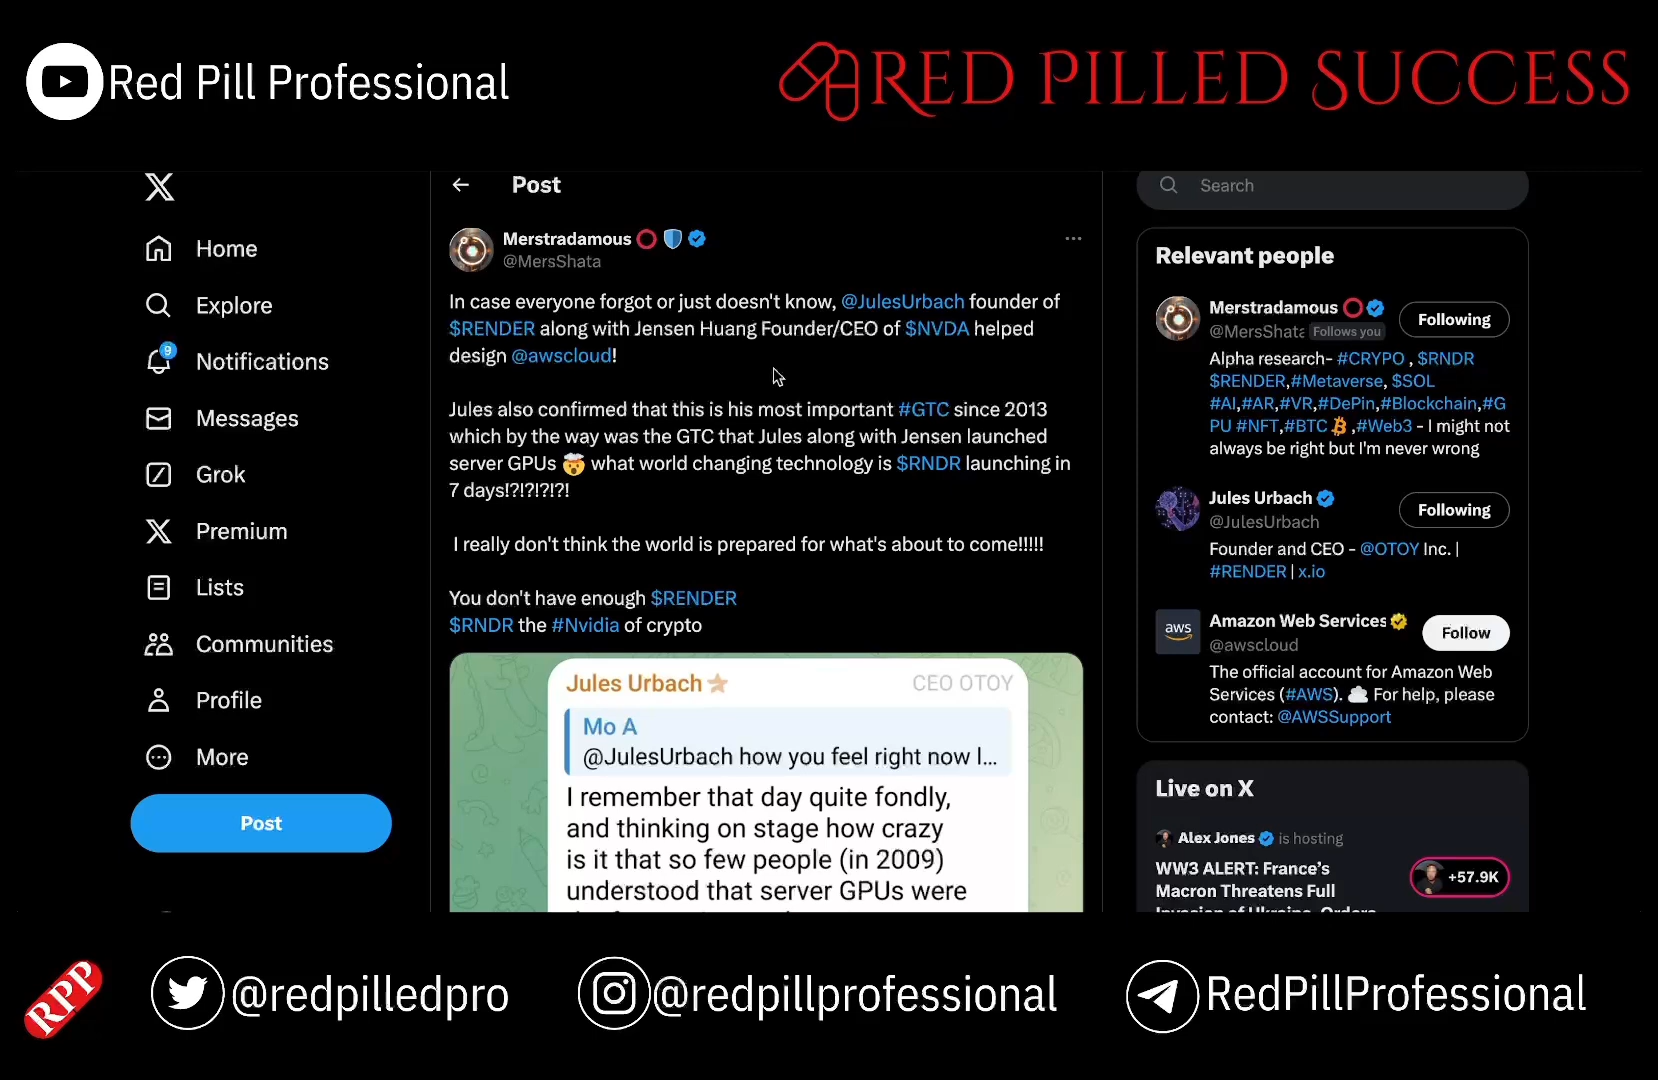 Red Pill Professional
RED PILLED SUCCESS
X
Home
Explore
9
Notifications
Messages
Grok
Premium
Lists
Communities
Profile
More
Post
Post
Merstradamous
@MersShata
In case everyone forgot or just doesn't know, @JulesUrbach founder of
$RENDER along with Jensen Huang Founder/CEO of $NVDA helped
design @awscloud!
Jules also confirmed that this is his most important #GTC since 2013
which by the way was the GTC that Jules along with Jensen launched
server GPUs 🤯 what world changing technology is $RNDR launching in
7 days!?!?!?!?!
I really don't think the world is prepared for what's about to come!!!!!
You don't have enough $RENDER
$RNDR the #Nvidia of crypto
Jules Urbach CEO OTOY
Mo A
@JulesUrbach how you feel right now l...
I remember that day quite fondly,
and thinking on stage how crazy
is it that so few people (in 2009)
understood that server GPUs were
Search
Relevant people
Merstradamous
@MersShata Follows you
Following
Alpha research- #CRYPO , $RNDR
$RENDER,#Metaverse, $SOL
#AI,#AR,#VR,#DePin,#Blockchain,#G
PU #NFT,#BTC ₿ ,#Web3 - I might not
always be right but I'm never wrong
Jules Urbach
@JulesUrbach
Following
Founder and CEO - @OTOY Inc. |
#RENDER | x.io
aws
Amazon Web Services
@awscloud
Follow
The official account for Amazon Web
Services (#AWS). For help, please
contact: @AWSSupport
Live on X
Alex Jones is hosting
WW3 ALERT: France's
Macron Threatens Full
Invasion of Ukraine, Orders
+57.9K
RPP
@redpilledpro
@redpillprofessional
RedPillProfessional